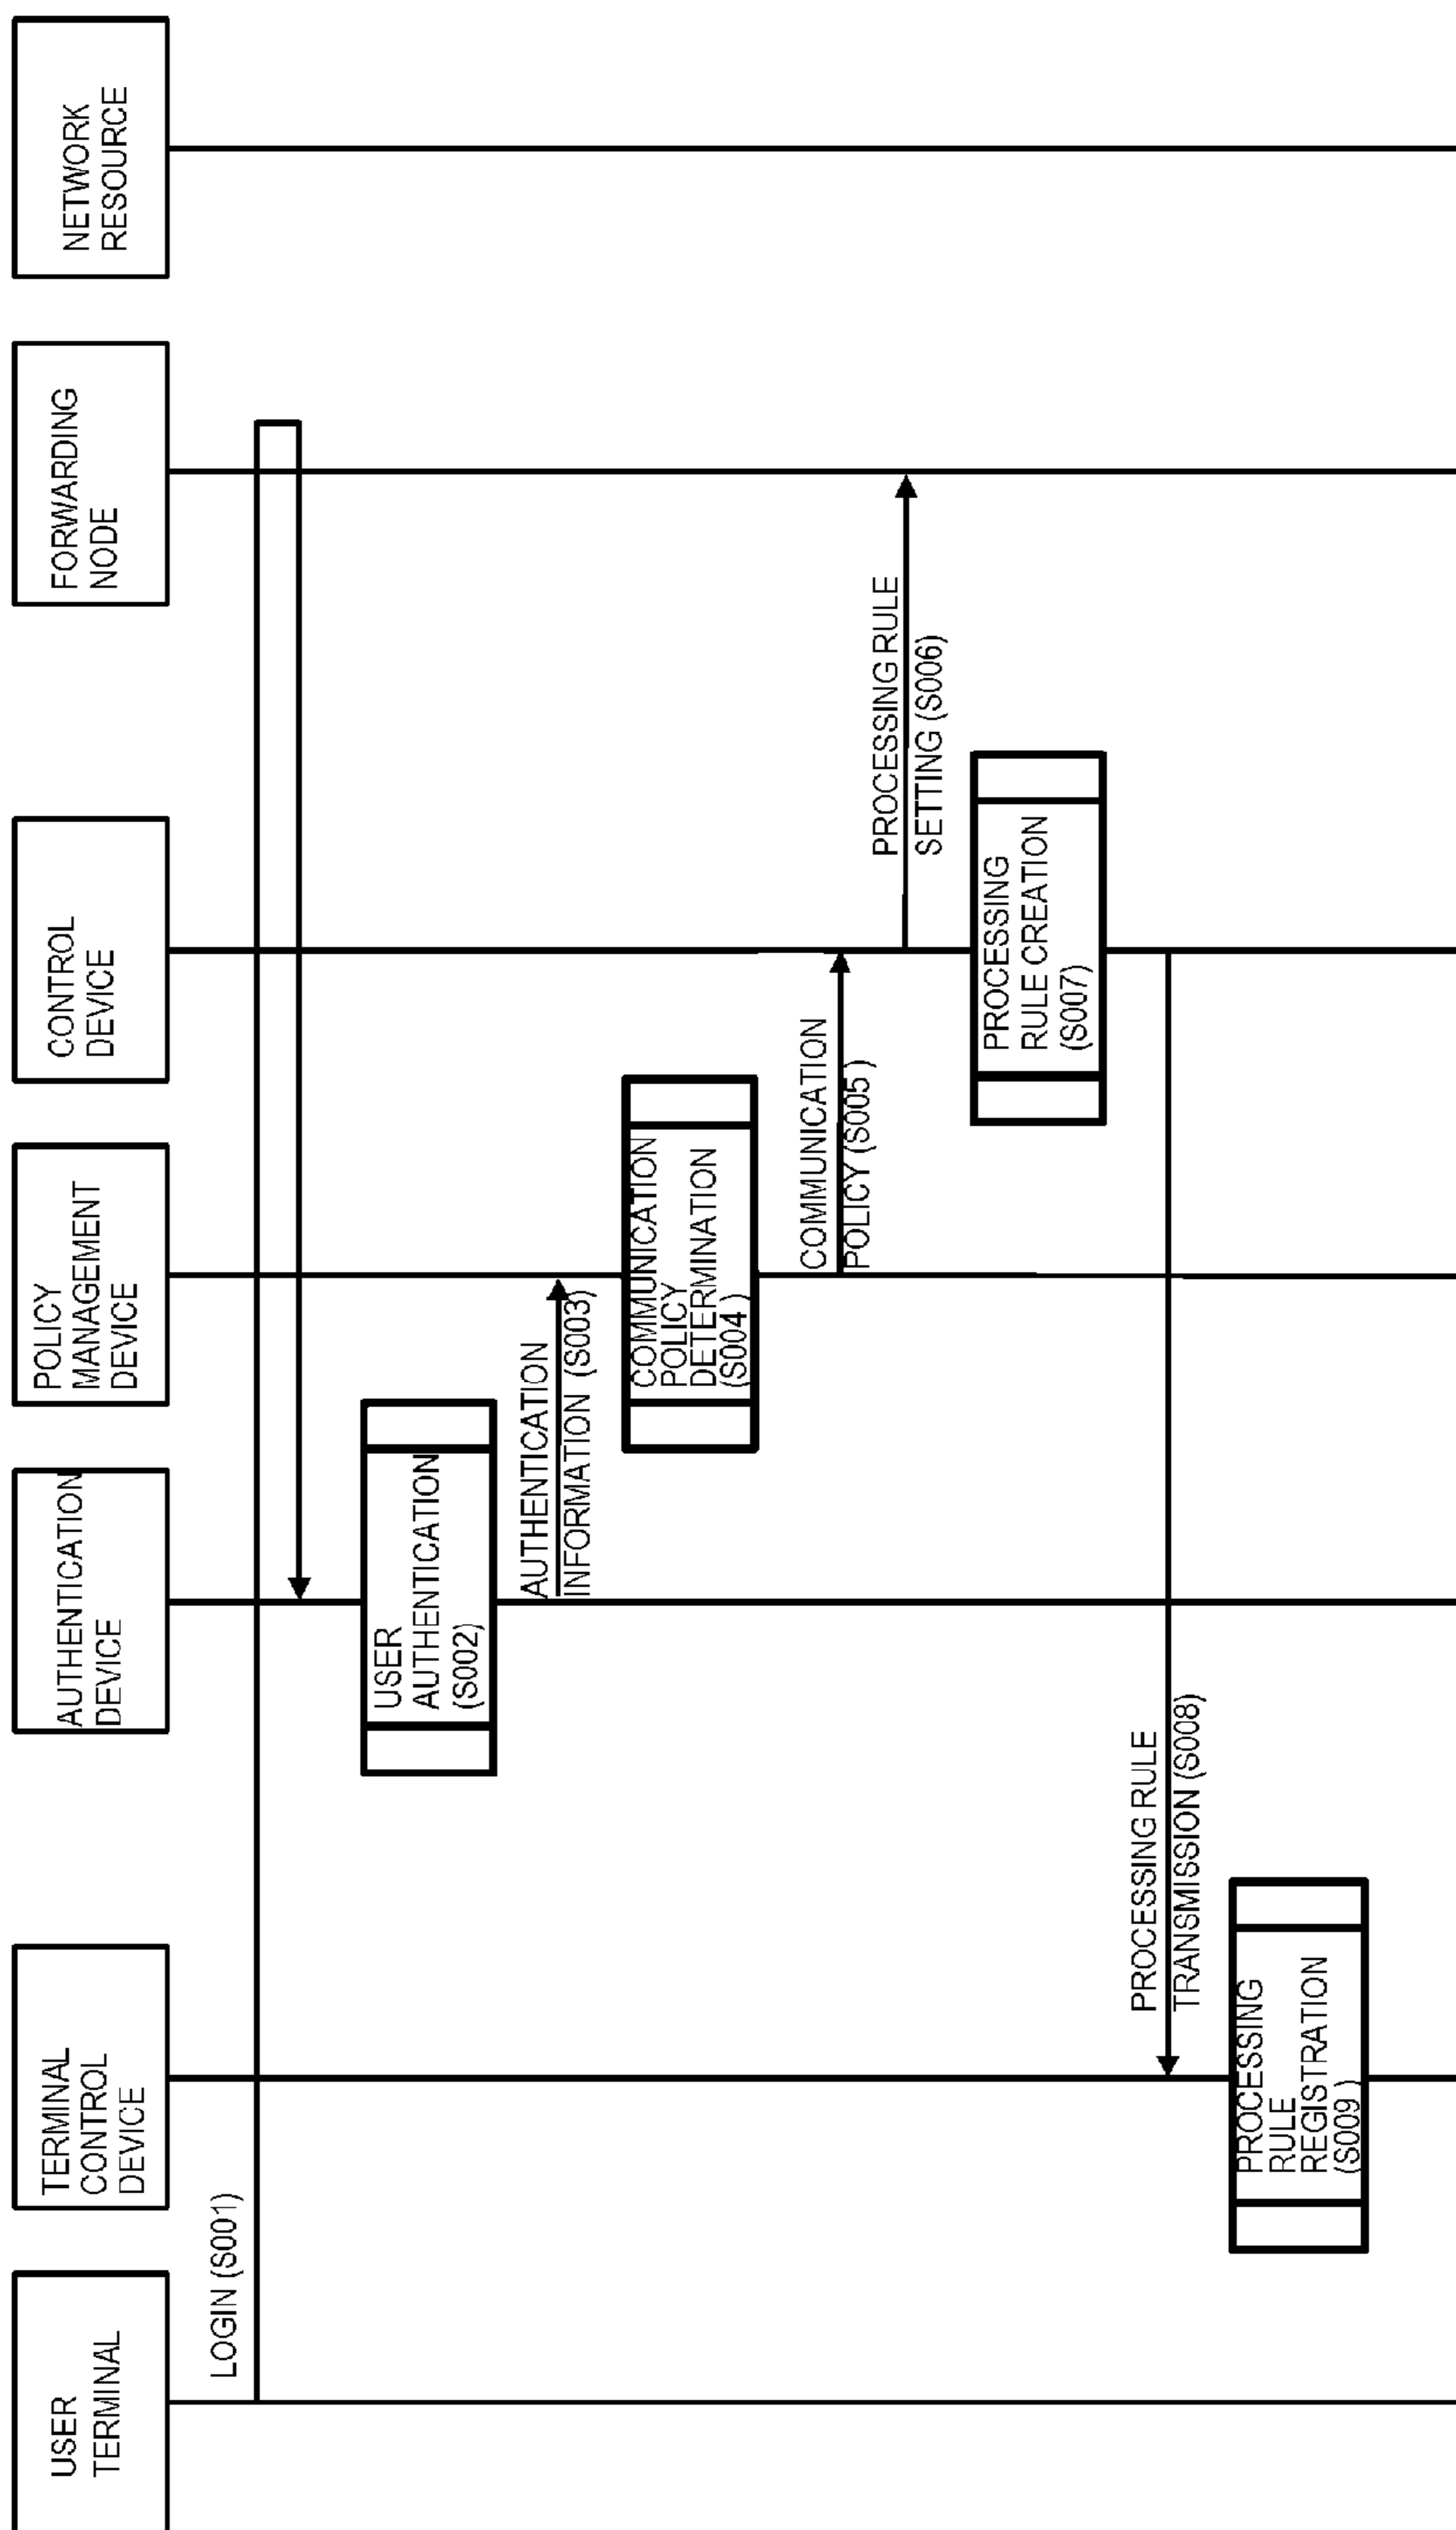 USER
TERMINAL
TERMINAL
CONTROL
DEVICE
AUTHENTICATION
DEVICE
POLICY
MANAGEMENT
DEVICE
CONTROL
DEVICE
FORWARDING
NODE
NETWORK
RESOURCE
LOGIN (S001)
USER
AUTHENTICATION
(S002)
AUTHENTICATION
INFORMATION (S003)
COMMUNICATION
POLICY
DETERMINATION
(S004 )
COMMUNICATION
POLICY (S005 )
PROCESSING RULE
SETTING (S006)
PROCESSING
RULE CREATION
(S007)
PROCESSING RULE
TRANSMISSION (S008)
PROCESSING
RULE
REGISTRATION
(S009 )